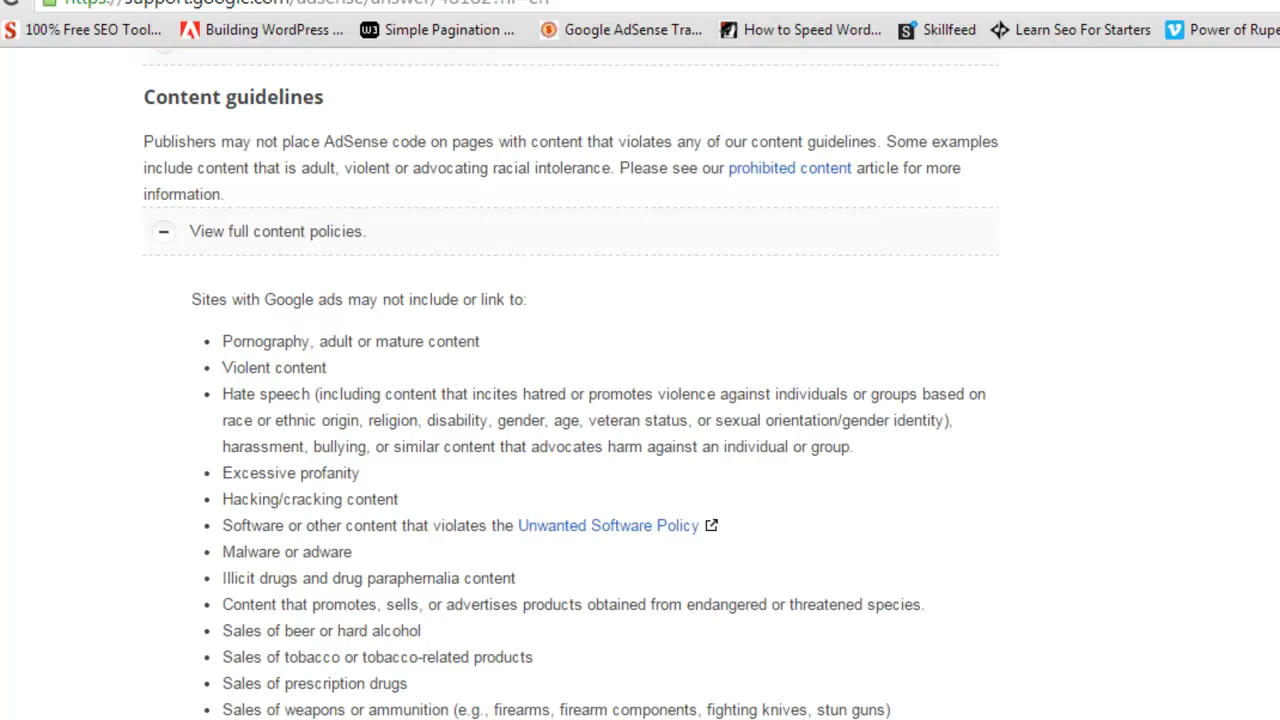 https://support.google.com/adsense/answer/48182?hl=en
100% Free SEO Tool...
Building WordPress ...
Simple Pagination ...
Google AdSense Tra...
How to Speed Word...
Skillfeed
Learn Seo For Starters
Power of Rupe
Content guidelines
Publishers may not place AdSense code on pages with content that violates any of our content guidelines. Some examples
include content that is adult, violent or advocating racial intolerance. Please see our prohibited content article for more
information.
View full content policies.
Sites with Google ads may not include or link to:
• Pornography, adult or mature content
• Violent content
• Hate speech (including content that incites hatred or promotes violence against individuals or groups based on
race or ethnic origin, religion, disability, gender, age, veteran status, or sexual orientation/gender identity),
harassment, bullying, or similar content that advocates harm against an individual or group.
• Excessive profanity
• Hacking/cracking content
• Software or other content that violates the Unwanted Software Policy
• Malware or adware
• Illicit drugs and drug paraphernalia content
• Content that promotes, sells, or advertises products obtained from endangered or threatened species.
• Sales of beer or hard alcohol
• Sales of tobacco or tobacco-related products
• Sales of prescription drugs
• Sales of weapons or ammunition (e.g., firearms, firearm components, fighting knives, stun guns)